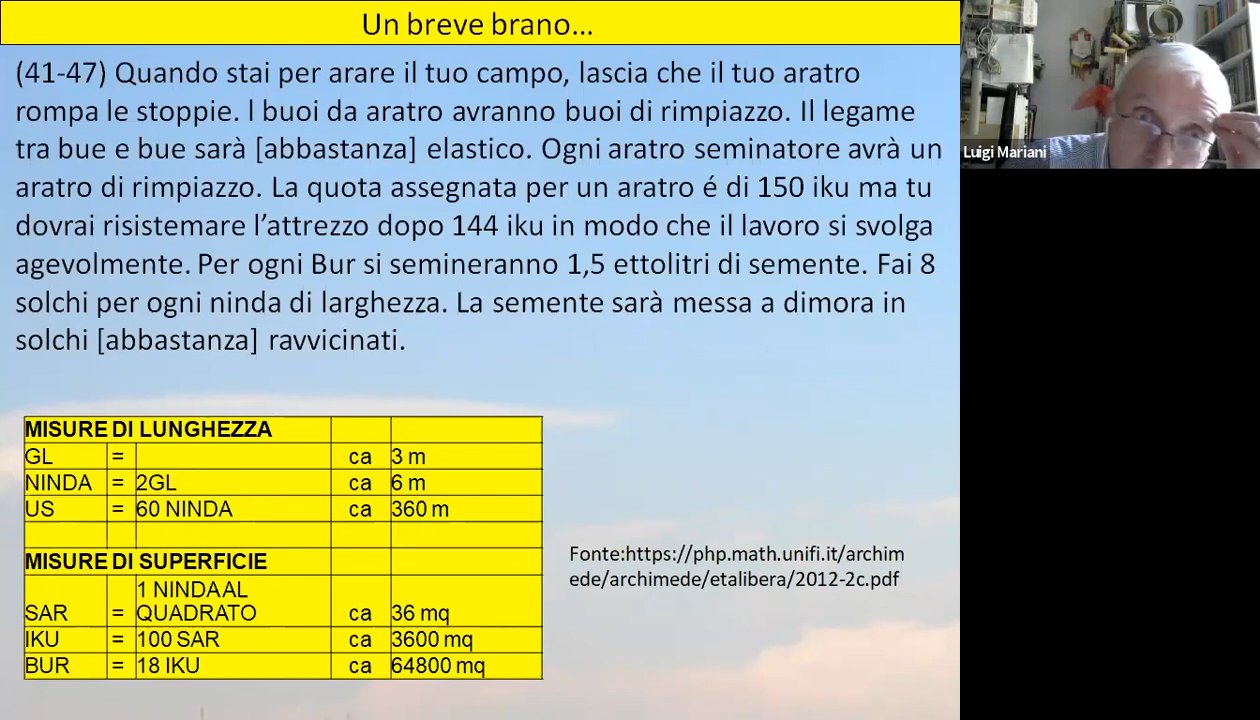 Un breve brano...
(41-47) Quando stai per arare il tuo campo, lascia che il tuo aratro
rompa le stoppie. I buoi da aratro avranno buoi di rimpiazzo. Il legame
tra bue e bue sarà [abbastanza] elastico. Ogni aratro seminatore avrà un
aratro di rimpiazzo. La quota assegnata per un aratro é di 150 iku ma tu
dovrai risistemare l’attrezzo dopo 144 iku in modo che il lavoro si svolga
agevolmente. Per ogni Bur si semineranno 1,5 ettolitri di semente. Fai 8
solchi per ogni ninda di larghezza. La semente sarà messa a dimora in
solchi [abbastanza] ravvicinati.
Luigi Mariani
MISURE DI LUNGHEZZA
GL = ca 3 m
NINDA = 2GL ca 6 m
US = 60 NINDA ca 360 m
MISURE DI SUPERFICIE
1 NINDA AL
SAR = QUADRATO ca 36 mq
IKU = 100 SAR ca 3600 mq
BUR = 18 IKU ca 64800 mq
Fonte:https://php.math.unifi.it/archim
ede/archimede/etalibera/2012-2c.pdf